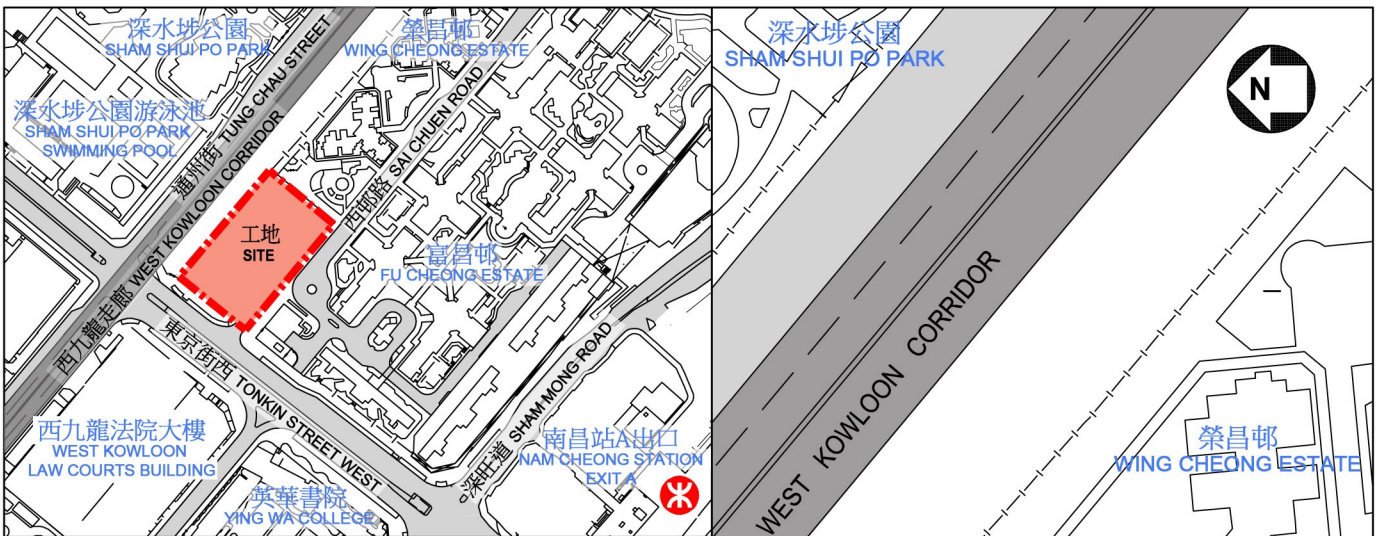 深水埗公園
SHAM SHUI PO PARK
榮昌邨
WING CHEONG ESTATE
深水埗公園游泳池
SHAM SHUI PO PARK
SWIMMING POOL
通州街 TUNG CHAU STREET
西九龍走廊 WEST KOWLOON CORRIDOR
西邨路 SAI CHUEN ROAD
工地
SITE
富昌邨
FU CHEONG ESTATE
東京街西 TONKIN STREET WEST
深旺道 SHAM MONG ROAD
西九龍法院大樓
WEST KOWLOON
LAW COURTS BUILDING
南昌站A出口
NAM CHEONG STATION
EXIT A
英華書院
YING WA COLLEGE
深水埗公園
SHAM SHUI PO PARK
N
WEST KOWLOON CORRIDOR
榮昌邨
WING CHEONG ESTATE